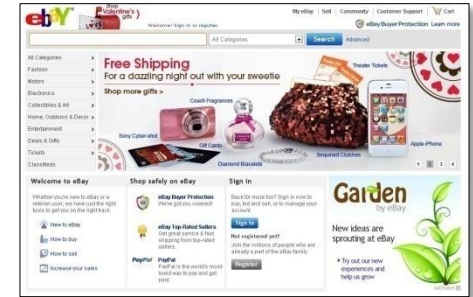 ebay
Shop
Valentine's
gifts
Welcome! Sign in or register.
My eBay | Sell | Community | Customer Support | Cart
eBay Buyer Protection Learn more
All Categories
Search
Advanced
All Categories
Fashion
Motors
Electronics
Collectibles & Art
Home, Outdoors & Decor
Entertainment
Deals & Gifts
Tickets
Classifieds
Free Shipping
For a dazzling night out with your sweetie
Shop more gifts >
Theater Tickets
Coach Fragrances
Sony Cyber-shot
Gift Cards
Diamond Bracelets
Sequined Clutches
Apple iPhone
1 2 3 4
Welcome to eBay
Whether you're new to eBay or a
veteran user, we have just the right
tools to get you on the right track.
New to eBay
How to buy
How to sell
Increase your sales
Shop safely on eBay
eBay Buyer Protection
We've got you covered!
eBay Top-Rated Sellers
Get great service & fast
shipping from top-rated
sellers.
PayPal
PayPal
PayPal is the world's most-
loved way to pay and get
paid.
Sign in
Back for more fun? Sign in now to
buy, bid and sell, or to manage your
account.
Sign in
Not registered yet?
Join the millions of people who are
already a part of the eBay family.
Register
Garden
by eBay
New ideas are
sprouting at eBay
Try out our new
experiences and
help us grow
AdChoice